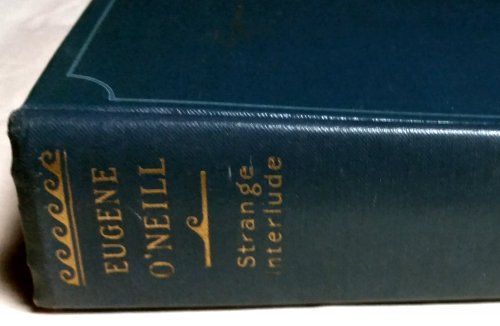 EUGENE
O'NEILL
Strange
Interlude